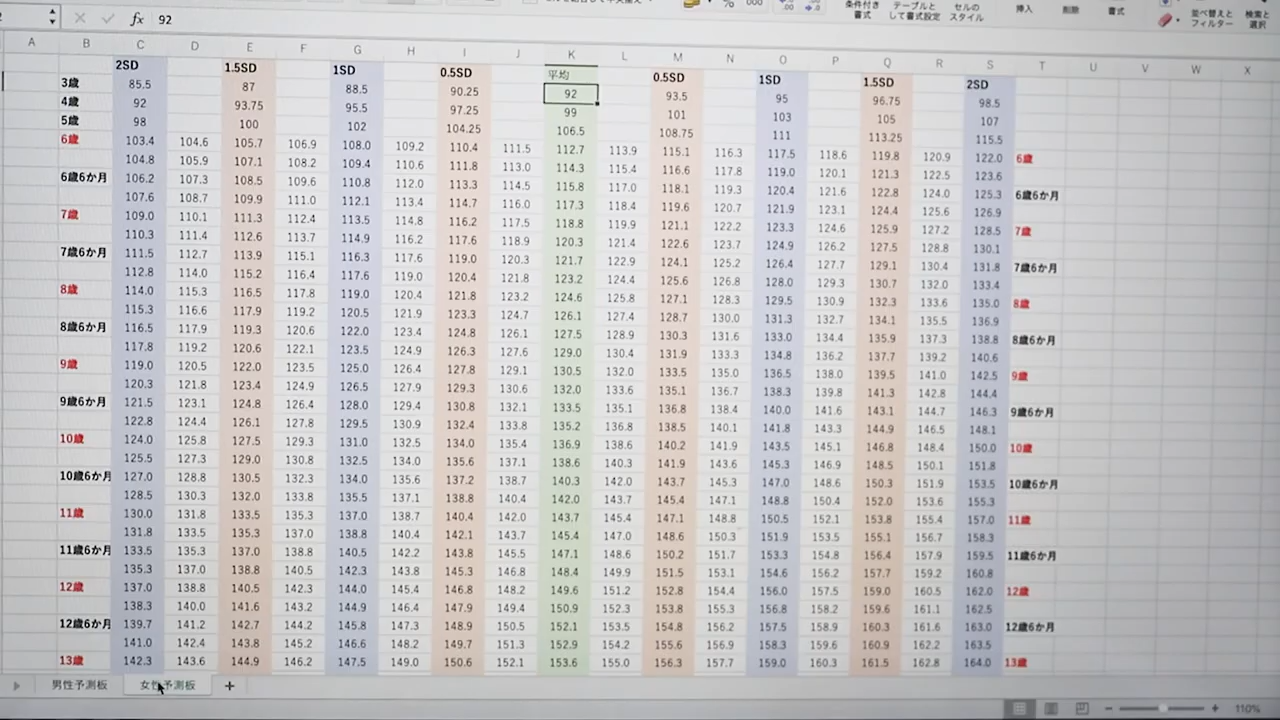 fx 92
% 000
条件付き書式 テーブルとして書式設定 セルのスタイル 挿入 削除 書式 並べ替えとフィルター 検索と選択
A B C D E F G H I J K L M N O P Q R S T U V W X
2SD 1.5SD 1SD 0.5SD 平均 0.5SD 1SD 1.5SD 2SD
3歳 85.5 87 88.5 90.25 92 93.5 95 96.75 98.5
4歳 92 93.75 95.5 97.25 99 101 103 105 107
5歳 98 100 102 104.25 106.5 108.75 111 113.25 115.5
6歳 103.4 104.6 105.7 106.9 108.0 109.2 110.4 111.5 112.7 113.9 115.1 116.3 117.5 118.6 119.8 120.9 122.0 6歳
104.8 105.9 107.1 108.2 109.4 110.6 111.8 113.0 114.3 115.4 116.6 117.8 119.0 120.1 121.3 122.5 123.6
6歳6か月 106.2 107.3 108.5 109.6 110.8 112.0 113.3 114.5 115.8 117.0 118.1 119.3 120.4 121.6 122.8 124.0 125.3 6歳6か月
107.6 108.7 109.9 111.0 112.1 113.4 114.7 116.0 117.3 118.4 119.6 120.7 121.9 123.1 124.4 125.6 126.9
7歳 109.0 110.1 111.3 112.4 113.5 114.8 116.2 117.5 118.8 119.9 121.1 122.2 123.3 124.6 125.9 127.2 128.5 7歳
110.3 111.4 112.6 113.7 114.9 116.2 117.6 118.9 120.3 121.4 122.6 123.7 124.9 126.2 127.5 128.8 130.1
7歳6か月 111.5 112.7 113.9 115.1 116.3 117.6 119.0 120.3 121.7 122.9 124.1 125.2 126.4 127.7 129.1 130.4 131.8 7歳6か月
112.8 114.0 115.2 116.4 117.6 119.0 120.4 121.8 123.2 124.4 125.6 126.8 128.0 129.3 130.7 132.0 133.4
8歳 114.0 115.3 116.5 117.8 119.0 120.4 121.8 123.2 124.6 125.8 127.1 128.3 129.5 130.9 132.3 133.6 135.0 8歳
115.3 116.6 117.9 119.2 120.5 121.9 123.3 124.7 126.1 127.4 128.7 130.0 131.3 132.7 134.1 135.5 136.9
8歳6か月 116.5 117.9 119.3 120.6 122.0 123.4 124.8 126.1 127.5 128.9 130.3 131.6 133.0 134.4 135.9 137.3 138.8 8歳6か月
117.8 119.2 120.6 122.1 123.5 124.9 126.3 127.6 129.0 130.4 131.9 133.3 134.8 136.2 137.7 139.2 140.6
9歳 119.0 120.5 122.0 123.5 125.0 126.4 127.8 129.1 130.5 132.0 133.5 135.0 136.5 138.0 139.5 141.0 142.5 9歳
120.3 121.8 123.4 124.9 126.5 127.9 129.3 130.6 132.0 133.6 135.1 136.7 138.3 139.8 141.3 142.8 144.4
9歳6か月 121.5 123.1 124.8 126.4 128.0 129.4 130.8 132.1 133.5 135.1 136.8 138.4 140.0 141.6 143.1 144.7 146.3 9歳6か月
122.8 124.4 126.1 127.8 129.5 130.9 132.4 133.8 135.2 136.8 138.5 140.1 141.8 143.3 144.9 146.5 148.1
10歳 124.0 125.8 127.5 129.3 131.0 132.5 134.0 135.4 136.9 138.6 140.2 141.9 143.5 145.1 146.8 148.4 150.0 10歳
125.5 127.3 129.0 130.8 132.5 134.0 135.6 137.1 138.6 140.3 141.9 143.6 145.3 146.9 148.5 150.1 151.8
10歳6か月 127.0 128.8 130.5 132.3 134.0 135.6 137.2 138.7 140.3 142.0 143.7 145.3 147.0 148.6 150.3 151.9 153.5 10歳6か月
128.5 130.3 132.0 133.8 135.5 137.1 138.8 140.4 142.0 143.7 145.4 147.1 148.8 150.4 152.0 153.6 155.3
11歳 130.0 131.8 133.5 135.3 137.0 138.7 140.4 142.0 143.7 145.4 147.1 148.8 150.5 152.1 153.8 155.4 157.0 11歳
131.8 133.5 135.3 137.0 138.8 140.4 142.1 143.7 145.4 147.0 148.6 150.3 151.9 153.5 155.1 156.7 158.3
11歳6か月 133.5 135.3 137.0 138.8 140.5 142.2 143.8 145.5 147.1 148.6 150.2 151.7 153.3 154.8 156.4 157.9 159.5 11歳6か月
135.3 137.0 138.8 140.5 142.3 143.8 145.3 146.8 148.4 149.9 151.5 153.1 154.6 156.2 157.7 159.2 160.8
12歳 137.0 138.8 140.5 142.3 144.0 145.4 146.8 148.2 149.6 151.2 152.8 154.4 156.0 157.5 159.0 160.5 162.0 12歳
138.3 140.0 141.6 143.2 144.9 146.4 147.9 149.4 150.9 152.3 153.8 155.3 156.8 158.2 159.6 161.1 162.5
12歳6か月 139.7 141.2 142.7 144.2 145.8 147.3 148.9 150.5 152.1 153.5 154.8 156.2 157.5 158.9 160.3 161.6 163.0 12歳6か月
141.0 142.4 143.8 145.2 146.6 148.2 149.7 151.3 152.9 154.2 155.6 156.9 158.3 159.6 160.9 162.2 163.5
13歳 142.3 143.6 144.9 146.2 147.5 149.0 150.6 152.1 153.6 155.0 156.3 157.7 159.0 160.3 161.5 162.8 164.0 13歳
男性予測板 女性予測板 +
110%